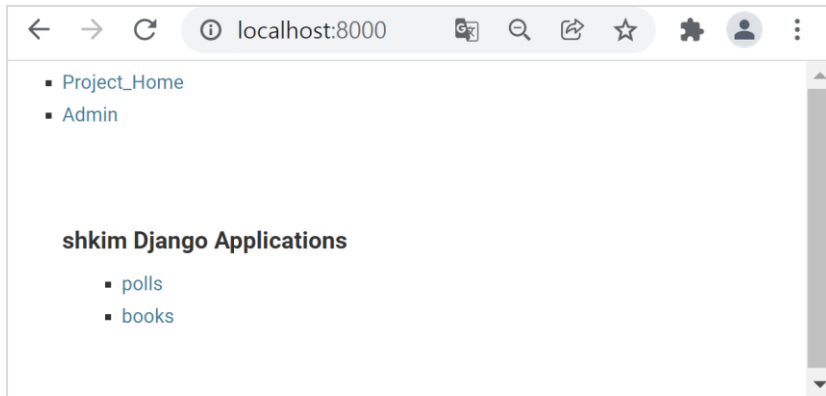 localhost:8000
Project_Home
Admin
shkim Django Applications
polls
books